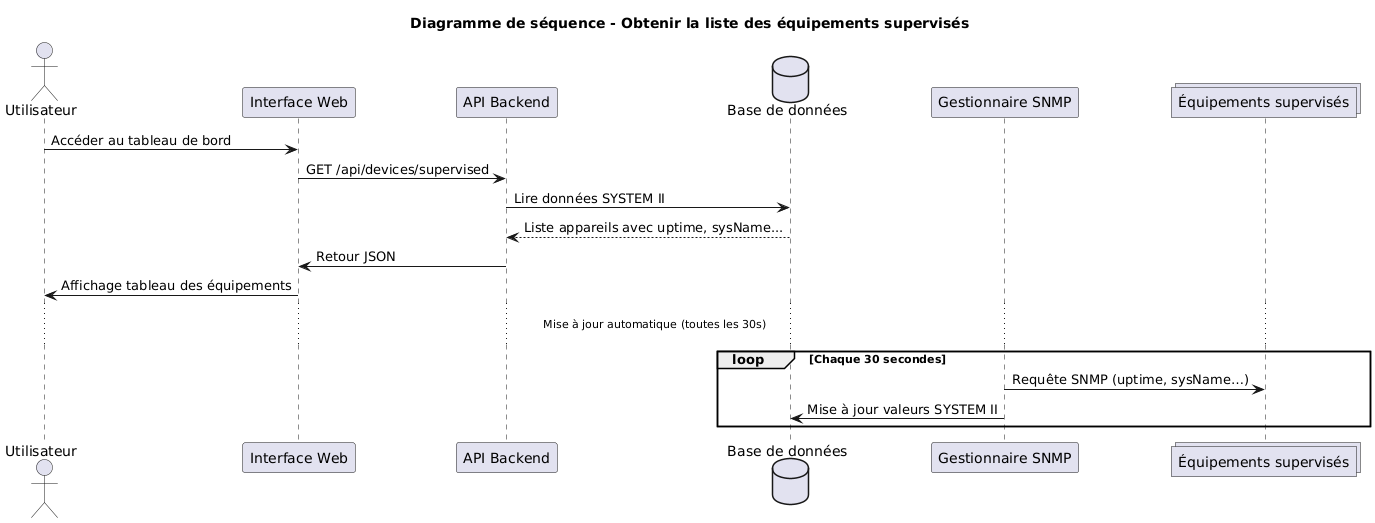 Diagramme de séquence - Obtenir la liste des équipements supervisés
Utilisateur
Interface Web
API Backend
Base de données
Gestionnaire SNMP
Équipements supervisés
Accéder au tableau de bord
GET /api/devices/supervised
Lire données SYSTEM II
Liste appareils avec uptime, sysName...
Retour JSON
Affichage tableau des équipements
Mise à jour automatique (toutes les 30s)
loop
[Chaque 30 secondes]
Requête SNMP (uptime, sysName...)
Mise à jour valeurs SYSTEM II
Utilisateur
Interface Web
API Backend
Base de données
Gestionnaire SNMP
Équipements supervisés